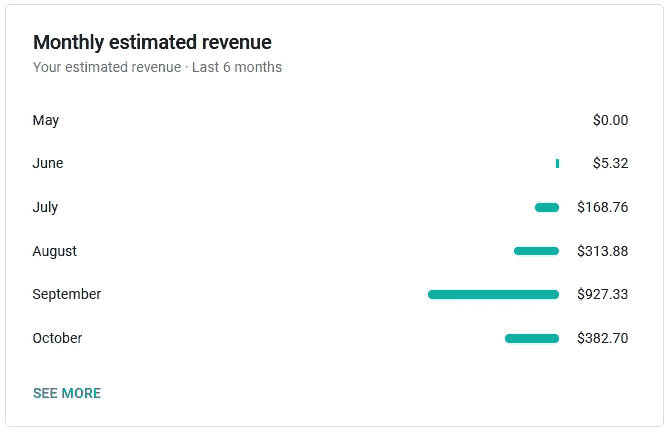 Monthly estimated revenue
Your estimated revenue · Last 6 months
May $0.00
June $5.32
July $168.76
August $313.88
September $927.33
October $382.70
SEE MORE